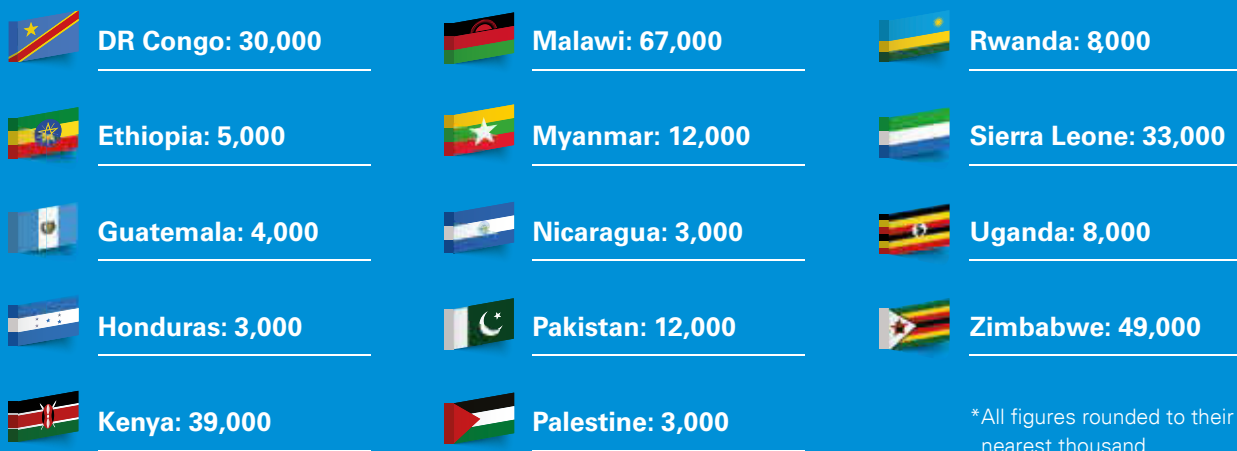 DR Congo: 30,000
Ethiopia: 5,000
Guatemala: 4,000
Honduras: 3,000
Kenya: 39,000
Malawi: 67,000
Myanmar: 12,000
Nicaragua: 3,000
Pakistan: 12,000
Palestine: 3,000
Rwanda: 8,000
Sierra Leone: 33,000
Uganda: 8,000
Zimbabwe: 49,000
*All figures rounded to their
nearest thousand